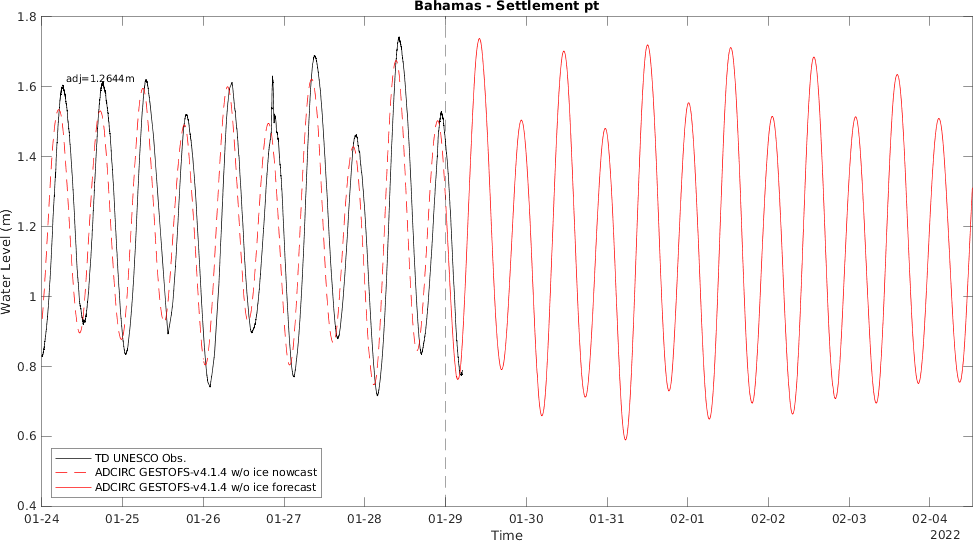 Bahamas - Settlement pt
1.8
1.6
1.4
1.2
1
0.8
0.6
0.4
Water Level (m)
adj=1.2644m
TD UNESCO Obs.
ADCIRC GESTOFS-v4.1.4 w/o ice nowcast
ADCIRC GESTOFS-v4.1.4 w/o ice forecast
01-24 01-25 01-26 01-27 01-28 01-29 01-30 01-31 02-01 02-02 02-03 02-04
Time
2022